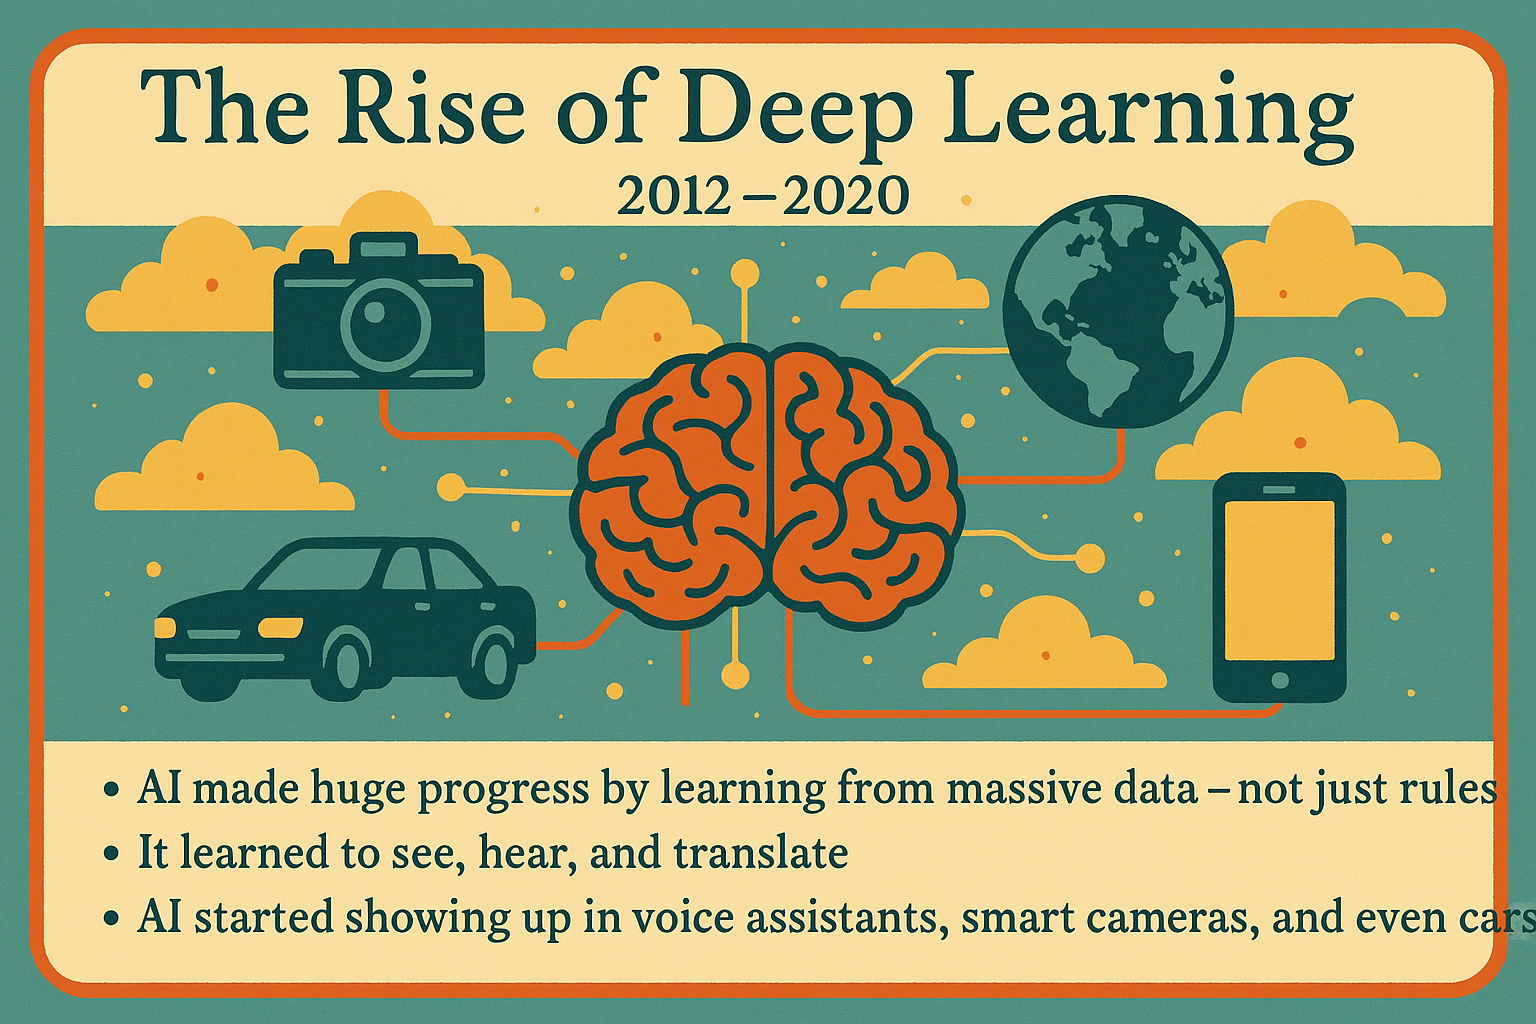 The Rise of Deep Learning
2012–2020
• AI made huge progress by learning from massive data – not just rules
• It learned to see, hear, and translate
• AI started showing up in voice assistants, smart cameras, and even cars